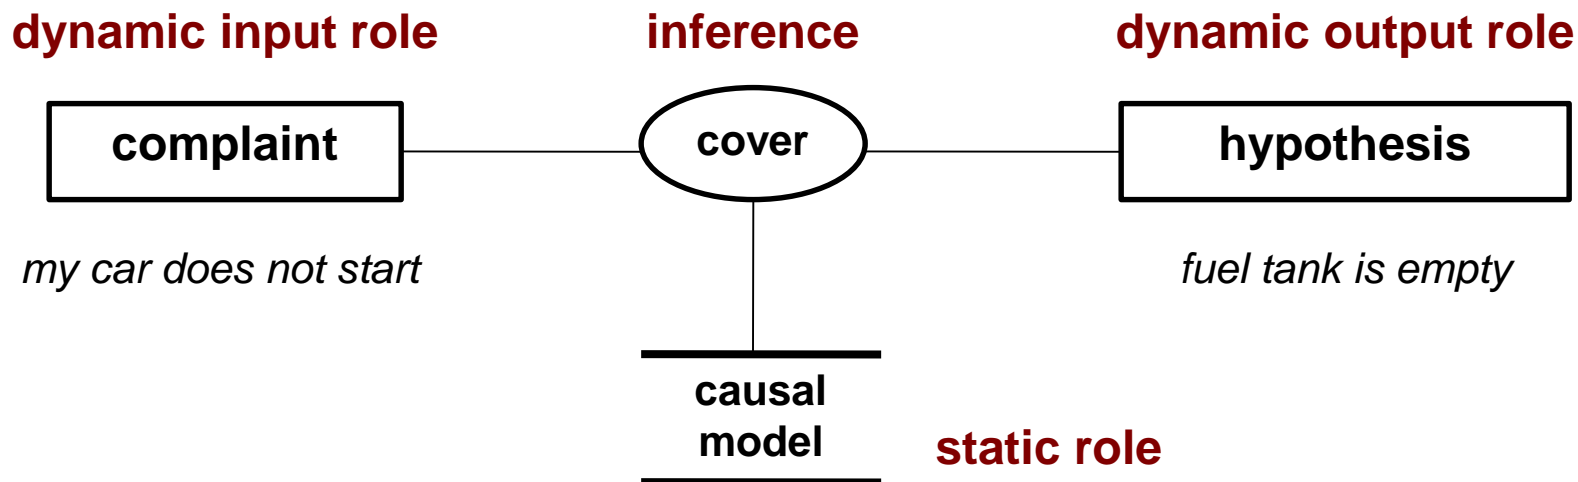 dynamic input role
inference
dynamic output role
complaint
cover
hypothesis
my car does not start
fuel tank is empty
causal
model
static role